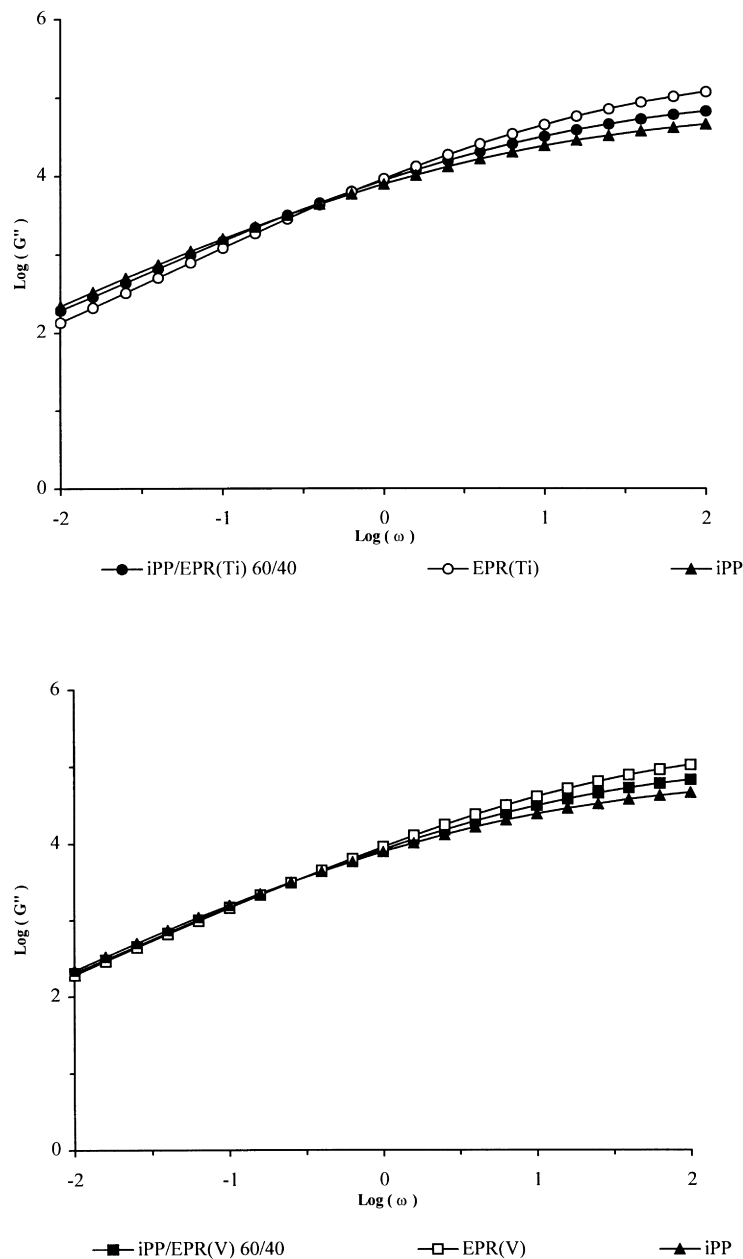 6
4
Log ( G'' )
2
0
-2 -1 0 1 2
Log ( ω )
iPP/EPR(Ti) 60/40 EPR(Ti) iPP
6
4
Log ( G'' )
2
0
-2 -1 0 1 2
Log ( ω )
iPP/EPR(V) 60/40 EPR(V) iPP